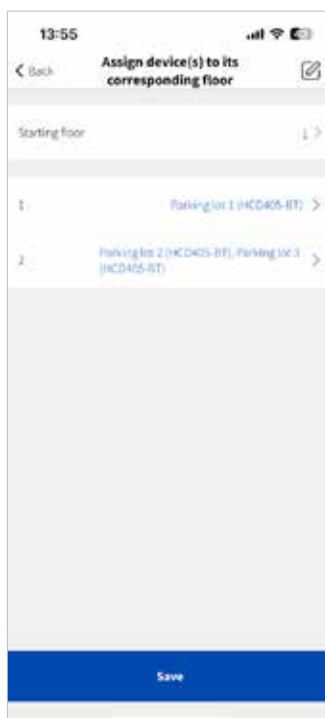 13:55
Back
Assign device(s) to its
corresponding floor
Starting floor
1
1
Parking lot 1 (HCD405-BT)
2
Parking lot 2 (HCD405-BT), Parking lot 3
(HCD405-BT)
Save